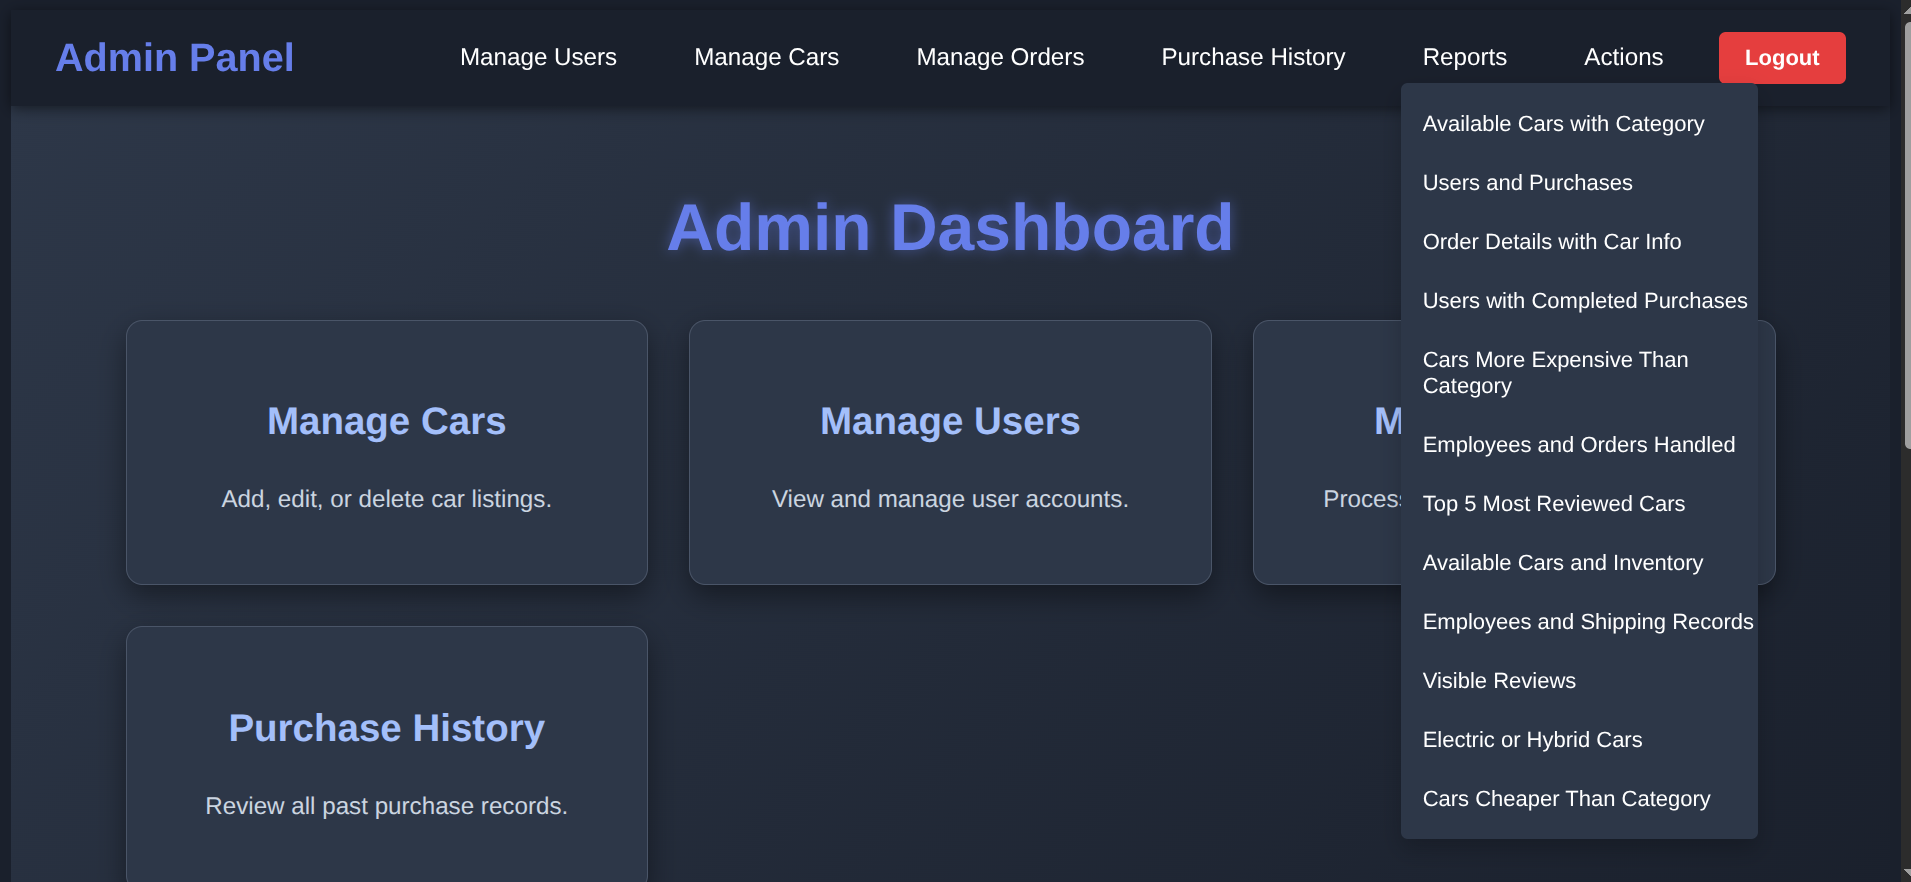 Admin Panel
Manage Users
Manage Cars
Manage Orders
Purchase History
Reports
Actions
Logout
Available Cars with Category
Users and Purchases
Order Details with Car Info
Users with Completed Purchases
Cars More Expensive Than
Category
Employees and Orders Handled
Top 5 Most Reviewed Cars
Available Cars and Inventory
Employees and Shipping Records
Visible Reviews
Electric or Hybrid Cars
Cars Cheaper Than Category
Admin Dashboard
Manage Cars
Add, edit, or delete car listings.
Manage Users
View and manage user accounts.
Purchase History
Review all past purchase records.